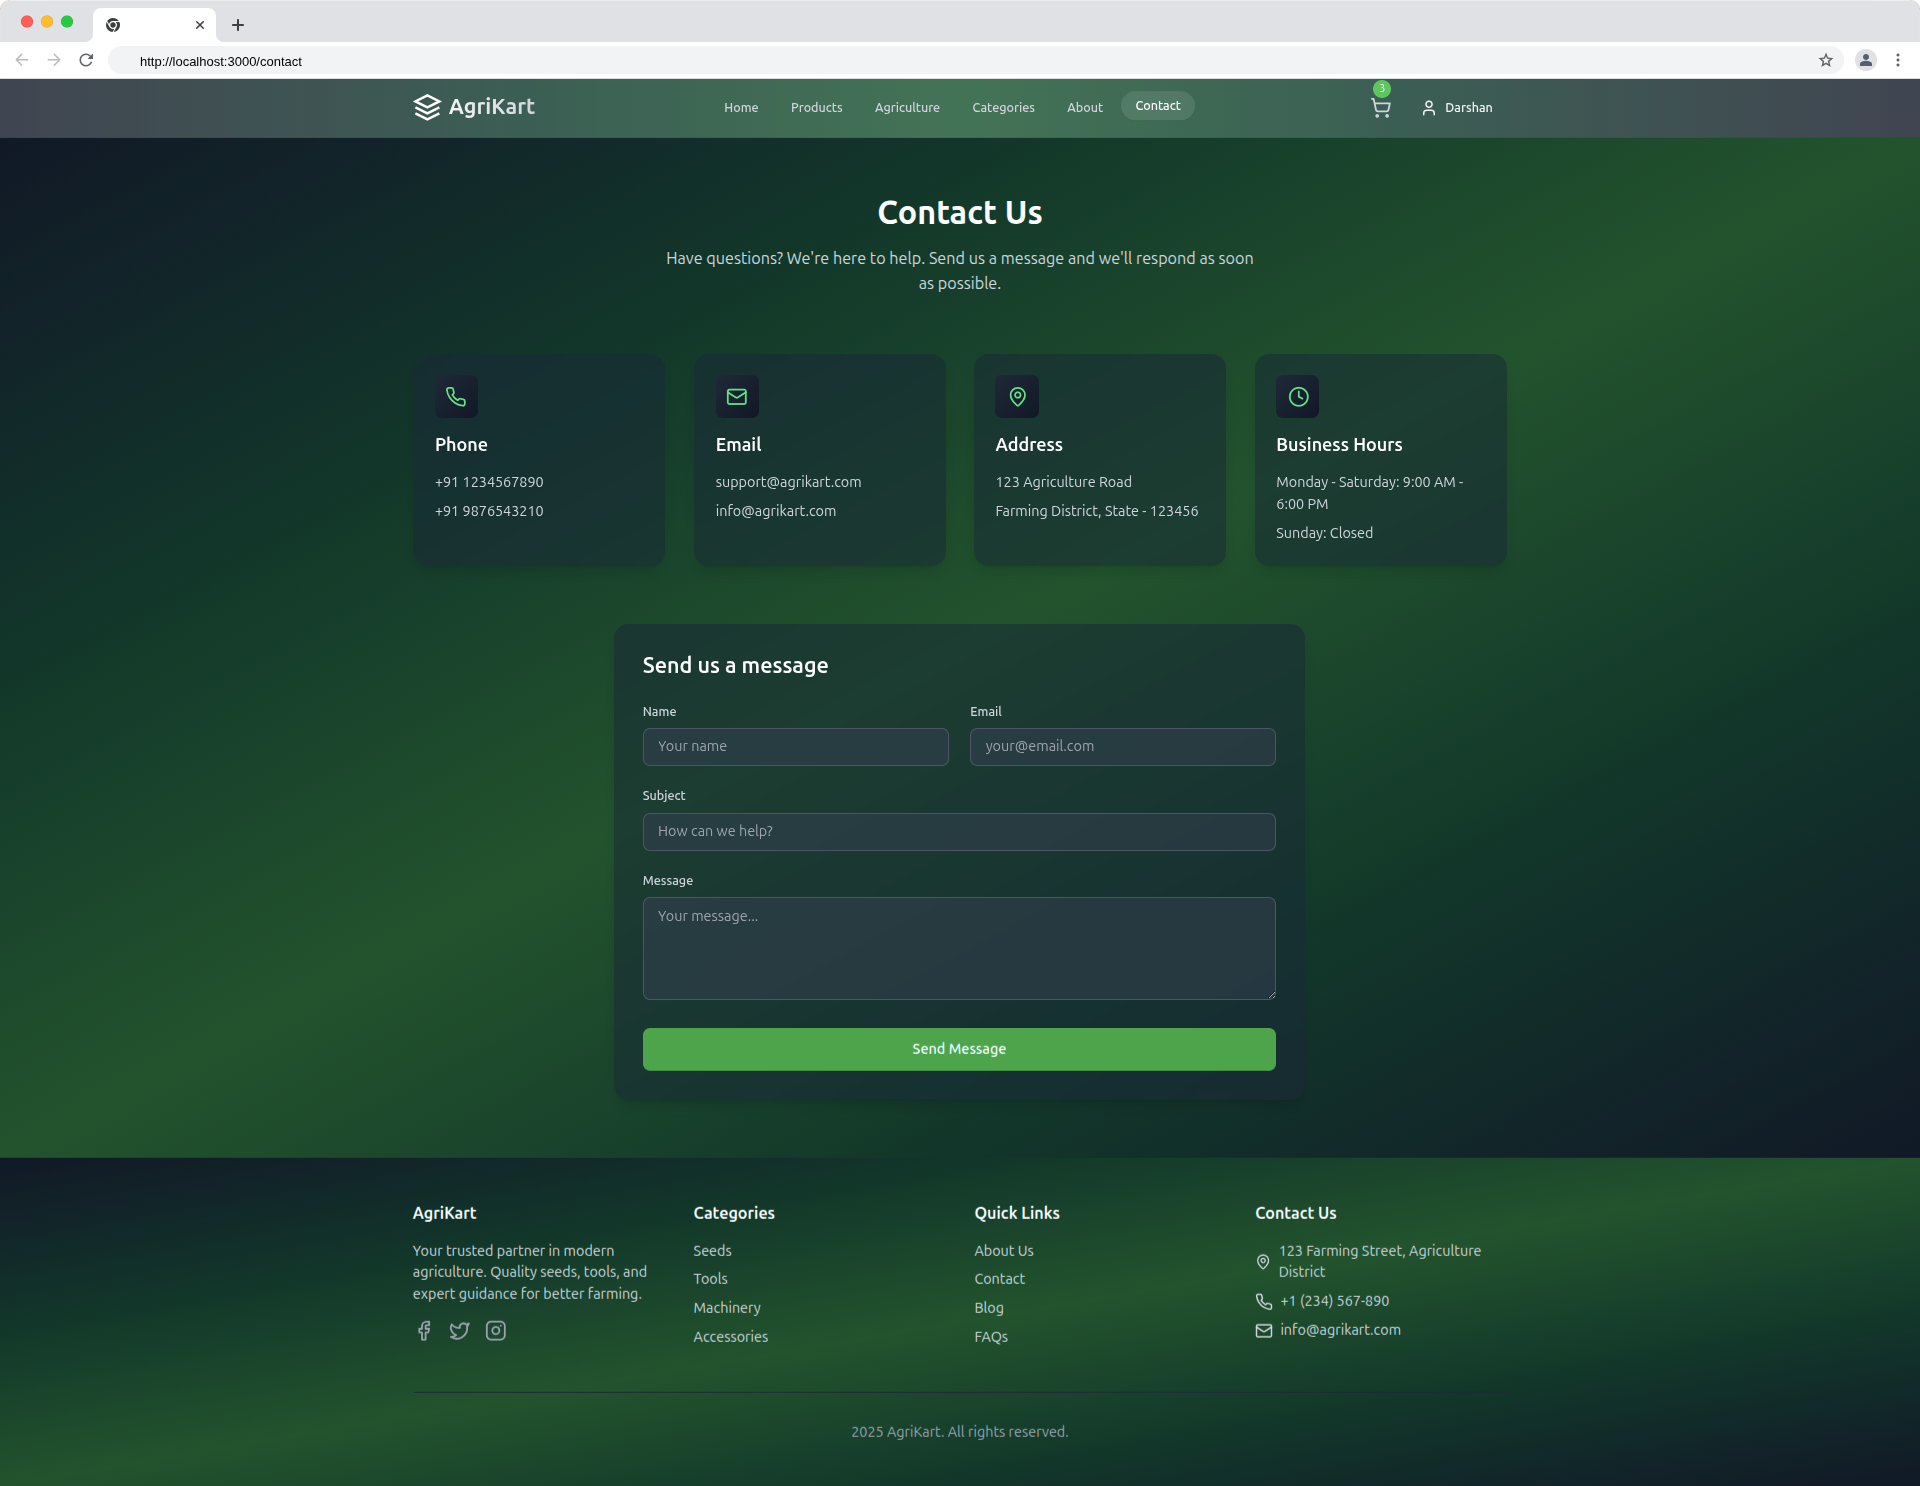 http://localhost:3000/contact
AgriKart
Home
Products
Agriculture
Categories
About
Contact
3
Darshan
Contact Us
Have questions? We're here to help. Send us a message and we'll respond as soon
as possible.
Phone
+91 1234567890
+91 9876543210
Email
support@agrikart.com
info@agrikart.com
Address
123 Agriculture Road
Farming District, State - 123456
Business Hours
Monday - Saturday: 9:00 AM -
6:00 PM
Sunday: Closed
Send us a message
Name
Your name
Email
your@email.com
Subject
How can we help?
Message
Your message...
Send Message
AgriKart
Your trusted partner in modern
agriculture. Quality seeds, tools, and
expert guidance for better farming.
Categories
Seeds
Tools
Machinery
Accessories
Quick Links
About Us
Contact
Blog
FAQs
Contact Us
123 Farming Street, Agriculture
District
+1 (234) 567-890
info@agrikart.com
2025 AgriKart. All rights reserved.